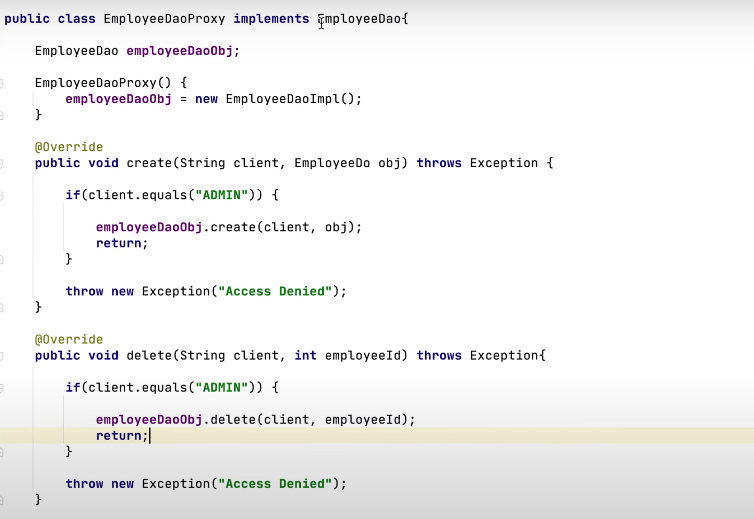 public class EmployeeDaoProxy implements EmployeeDao{
EmployeeDao employeeDaoObj;
EmployeeDaoProxy() {
employeeDaoObj = new EmployeeDaoImpl();
}
@Override
public void create(String client, EmployeeDo obj) throws Exception {
if(client.equals("ADMIN")) {
employeeDaoObj.create(client, obj);
return;
}
throw new Exception("Access Denied");
}
@Override
public void delete(String client, int employeeId) throws Exception{
if(client.equals("ADMIN")) {
employeeDaoObj.delete(client, employeeId);
return;
}
throw new Exception("Access Denied");
}